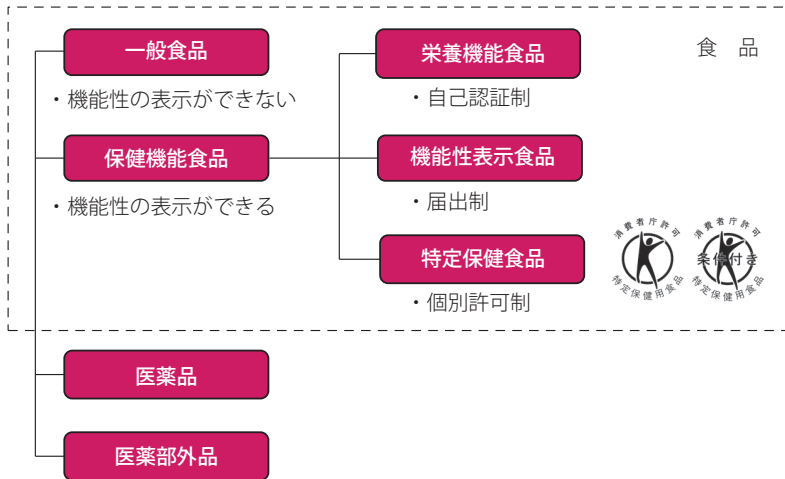 食　品
一般食品
・機能性の表示ができない
保健機能食品
・機能性の表示ができる
栄養機能食品
・自己認証制
機能性表示食品
・届出制
特定保健食品
・個別許可制
消費者庁許可
特定保健用食品
消費者庁許可
条件付き
特定保健用食品
医薬品
医薬部外品